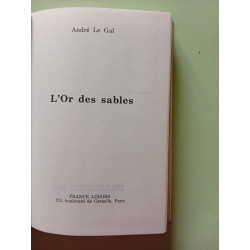 André Le Gal
L'Or des sables
FRANCE LOISIRS
123, boulevard de Grenelle, Paris